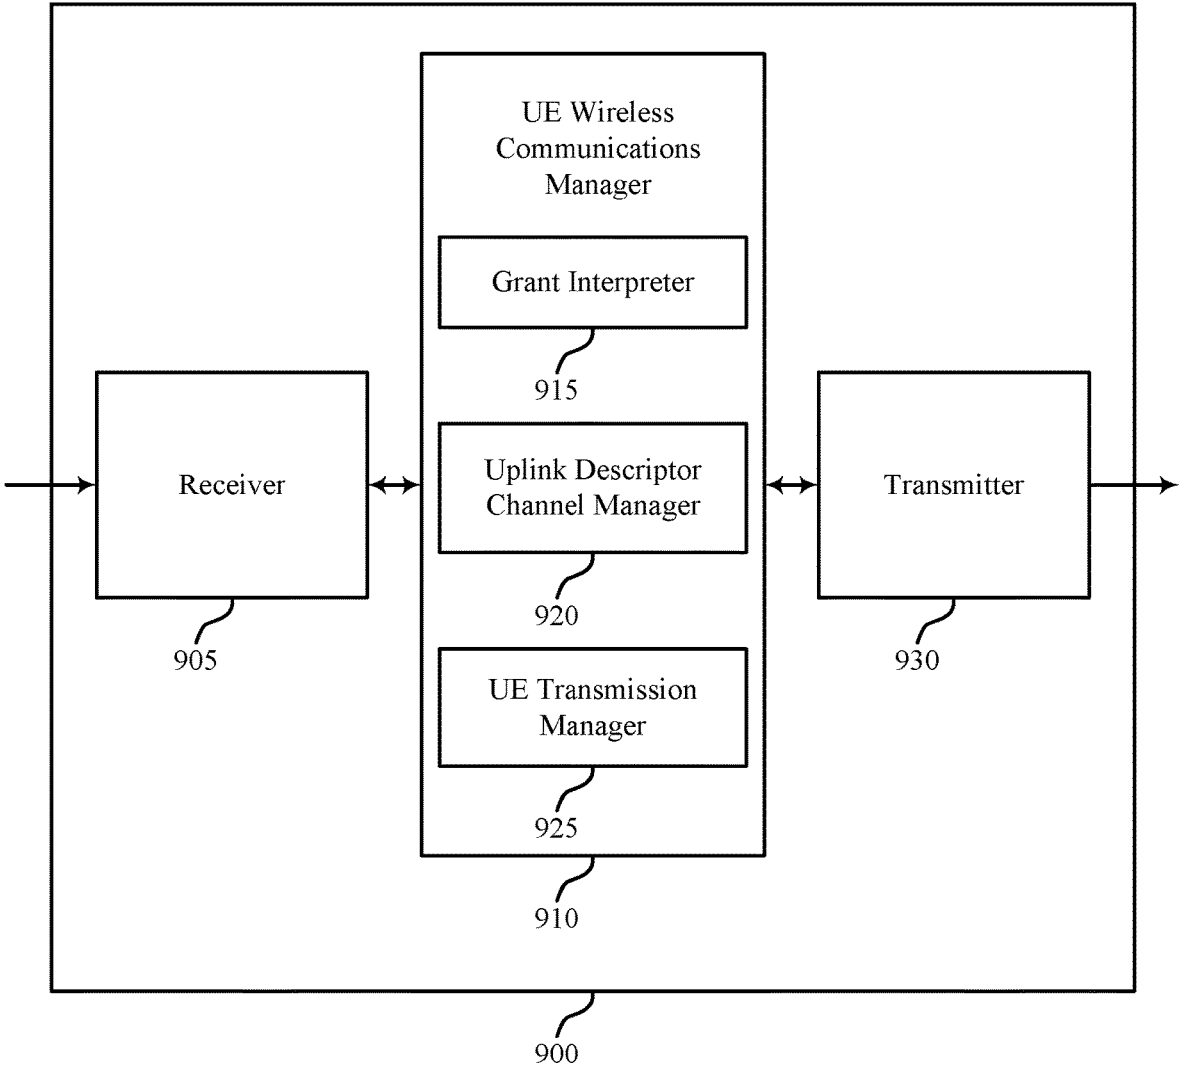 UE Wireless
Communications
Manager
Grant Interpreter
915
Receiver
905
Uplink Descriptor
Channel Manager
920
Transmitter
930
UE Transmission
Manager
925
910
900